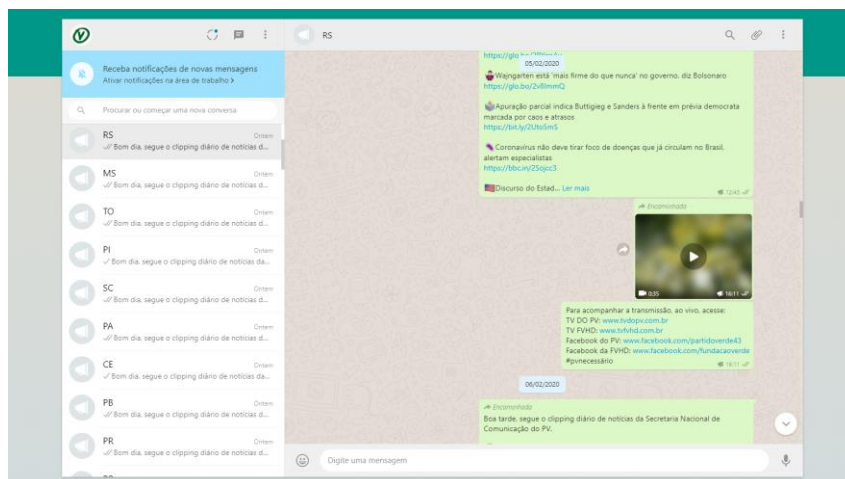 RS
Receba notificações de novas mensagens
Ativar notificações na área de trabalho >
Procurar ou começar uma nova conversa
RS
Ontem
Bom dia, segue o clipping diário de notícias d...
MS
Ontem
Bom dia, segue o clipping diário de notícias d...
TO
Ontem
Bom dia, segue o clipping diário de notícias d...
PI
Ontem
Bom dia, segue o clipping diário de notícias da...
SC
Ontem
Bom dia, segue o clipping diário de notícias d...
PA
Ontem
Bom dia, segue o clipping diário de notícias d...
CE
Ontem
Bom dia, segue o clipping diário de notícias da...
PB
Ontem
Bom dia, segue o clipping diário de notícias d...
PR
Ontem
Bom dia, segue o clipping diário de notícias d...
05/02/2020
Wajngarten está 'mais firme do que nunca' no governo, diz Bolsonaro
Apuração parcial indica Buttigieg e Sanders à frente em prévia democrata
marcada por caos e atrasos
https://bit.ly/2UtoSmS
Coronavírus não deve tirar foco de doenças que já circulam no Brasil,
alertam especialistas
https://bbc.in/2Sojcc3
Discurso do Estad... Ler mais
12:45
Encaminhada
0:35
16:11
Para acompanhar a transmissão, ao vivo, acesse:
TV DO PV: www.tvdopv.com.br
TV FVHD: www.tvfvhd.com.br
Facebook do PV: www.facebook.com/partidoverde43
Facebook da FVHD: www.facebook.com/fundacaoverde
#pvnecessário
16:11
06/02/2020
Encaminhada
Boa tarde, segue o clipping diário de notícias da Secretaria Nacional de
Comunicação do PV.
Digite uma mensagem